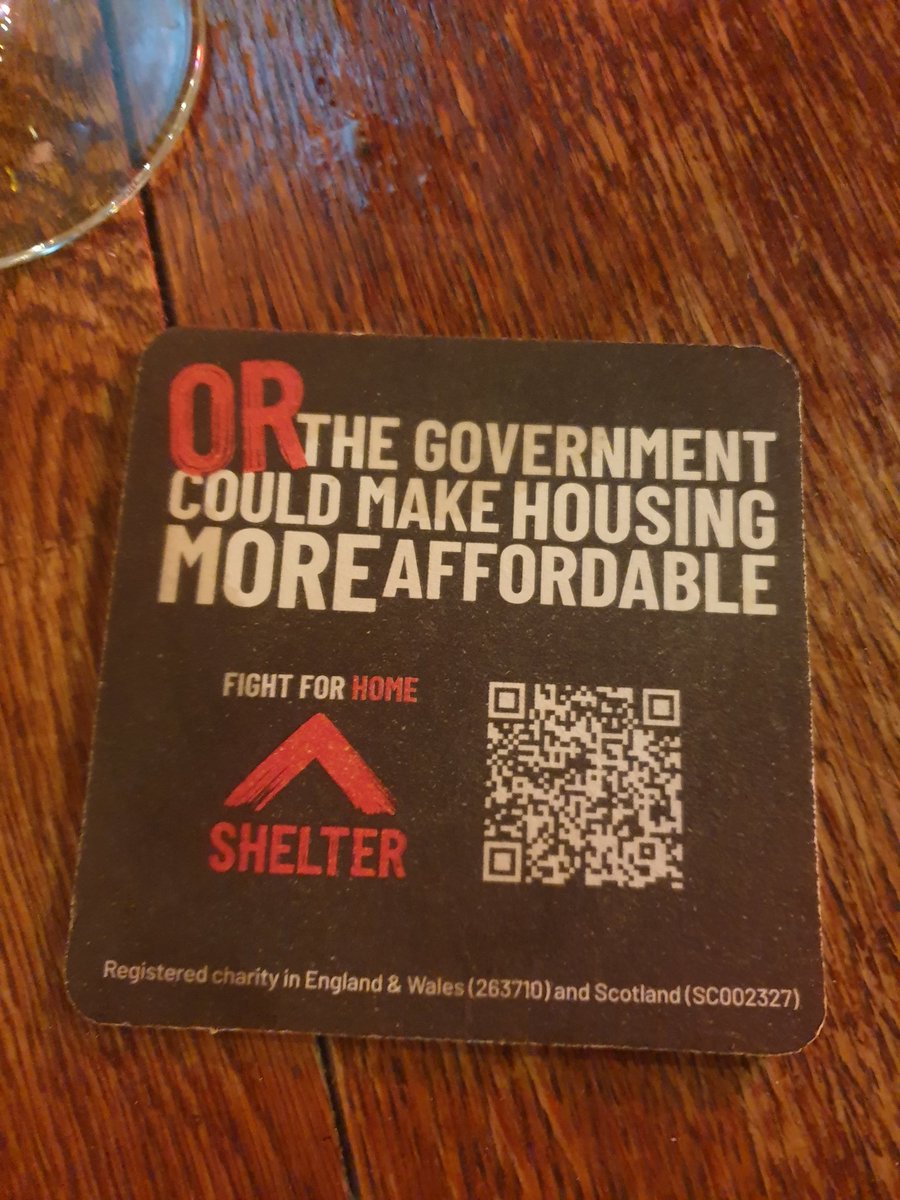 OR THE GOVERNMENT
COULD MAKE HOUSING
MORE AFFORDABLE
FIGHT FOR HOME
SHELTER
Registered charity in England & Wales (263710) and Scotland (SC002327)